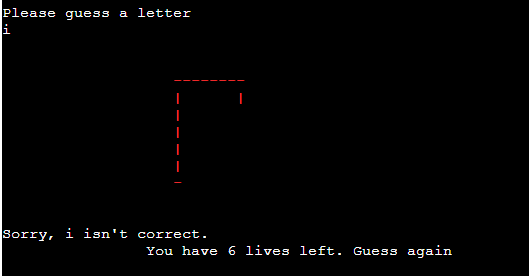 Please guess a letter
i
Sorry, i isn't correct.
You have 6 lives left. Guess again